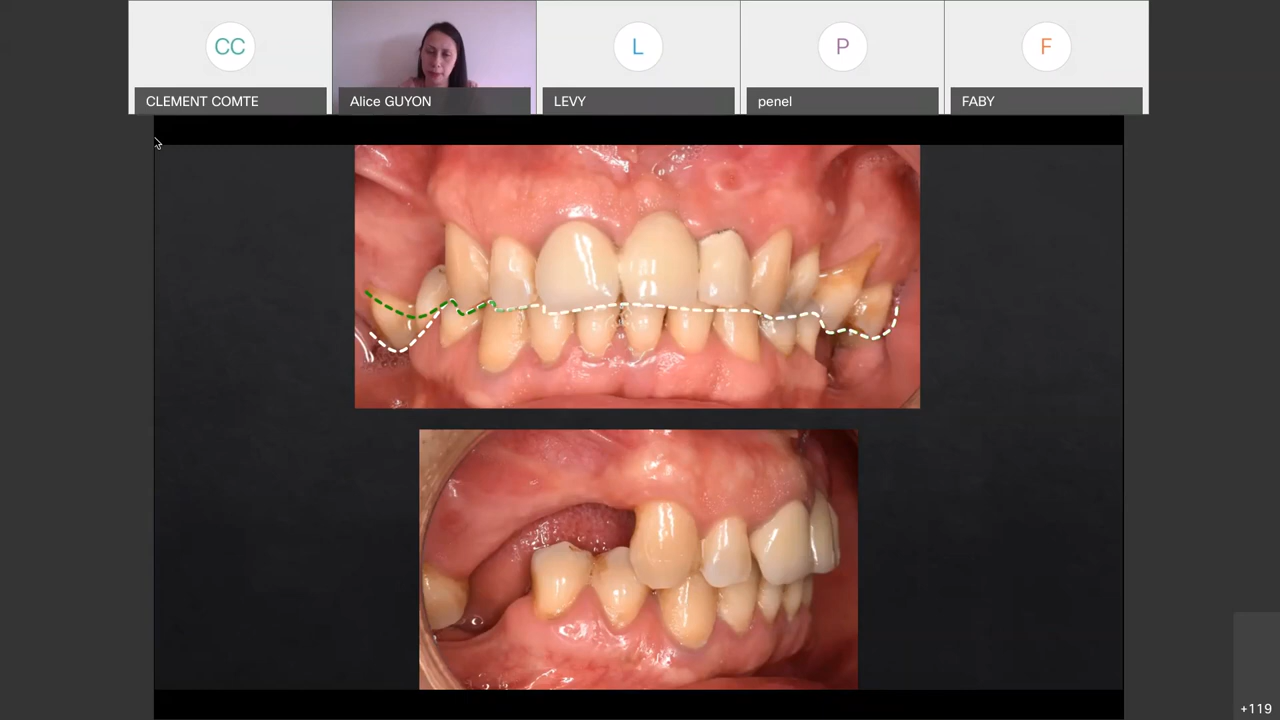 CC
CLEMENT COMTE
Alice GUYON
L
LEVY
P
penel
F
FABY
+119